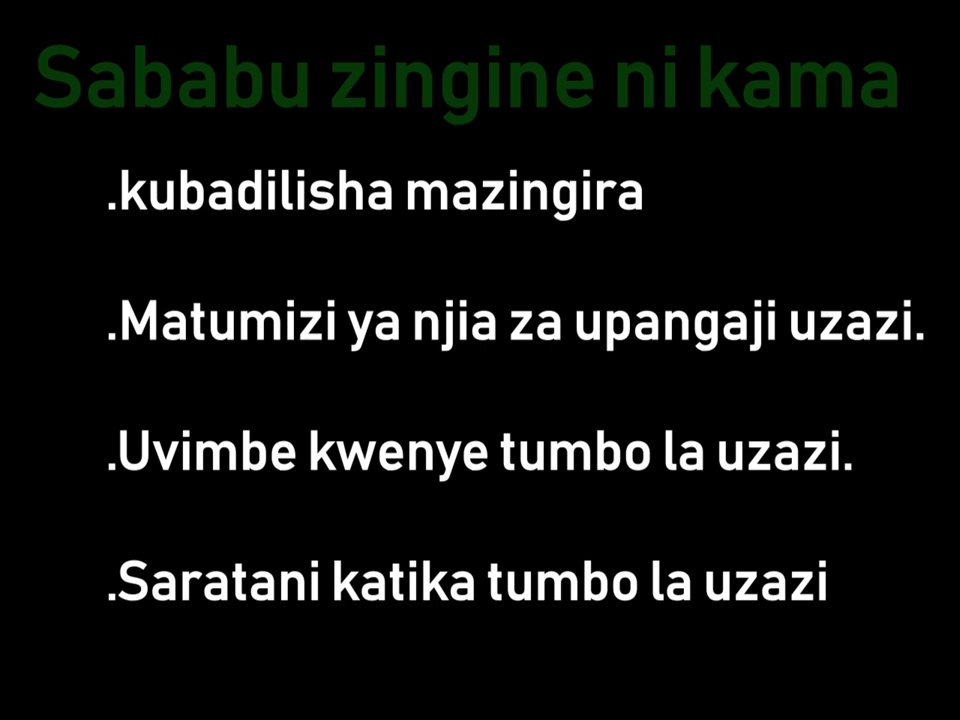 Sababu zingine ni kama
.kubadilisha mazingira
.Matumizi ya njia za upangaji uzazi.
.Uvimbe kwenye tumbo la uzazi.
.Saratani katika tumbo la uzazi